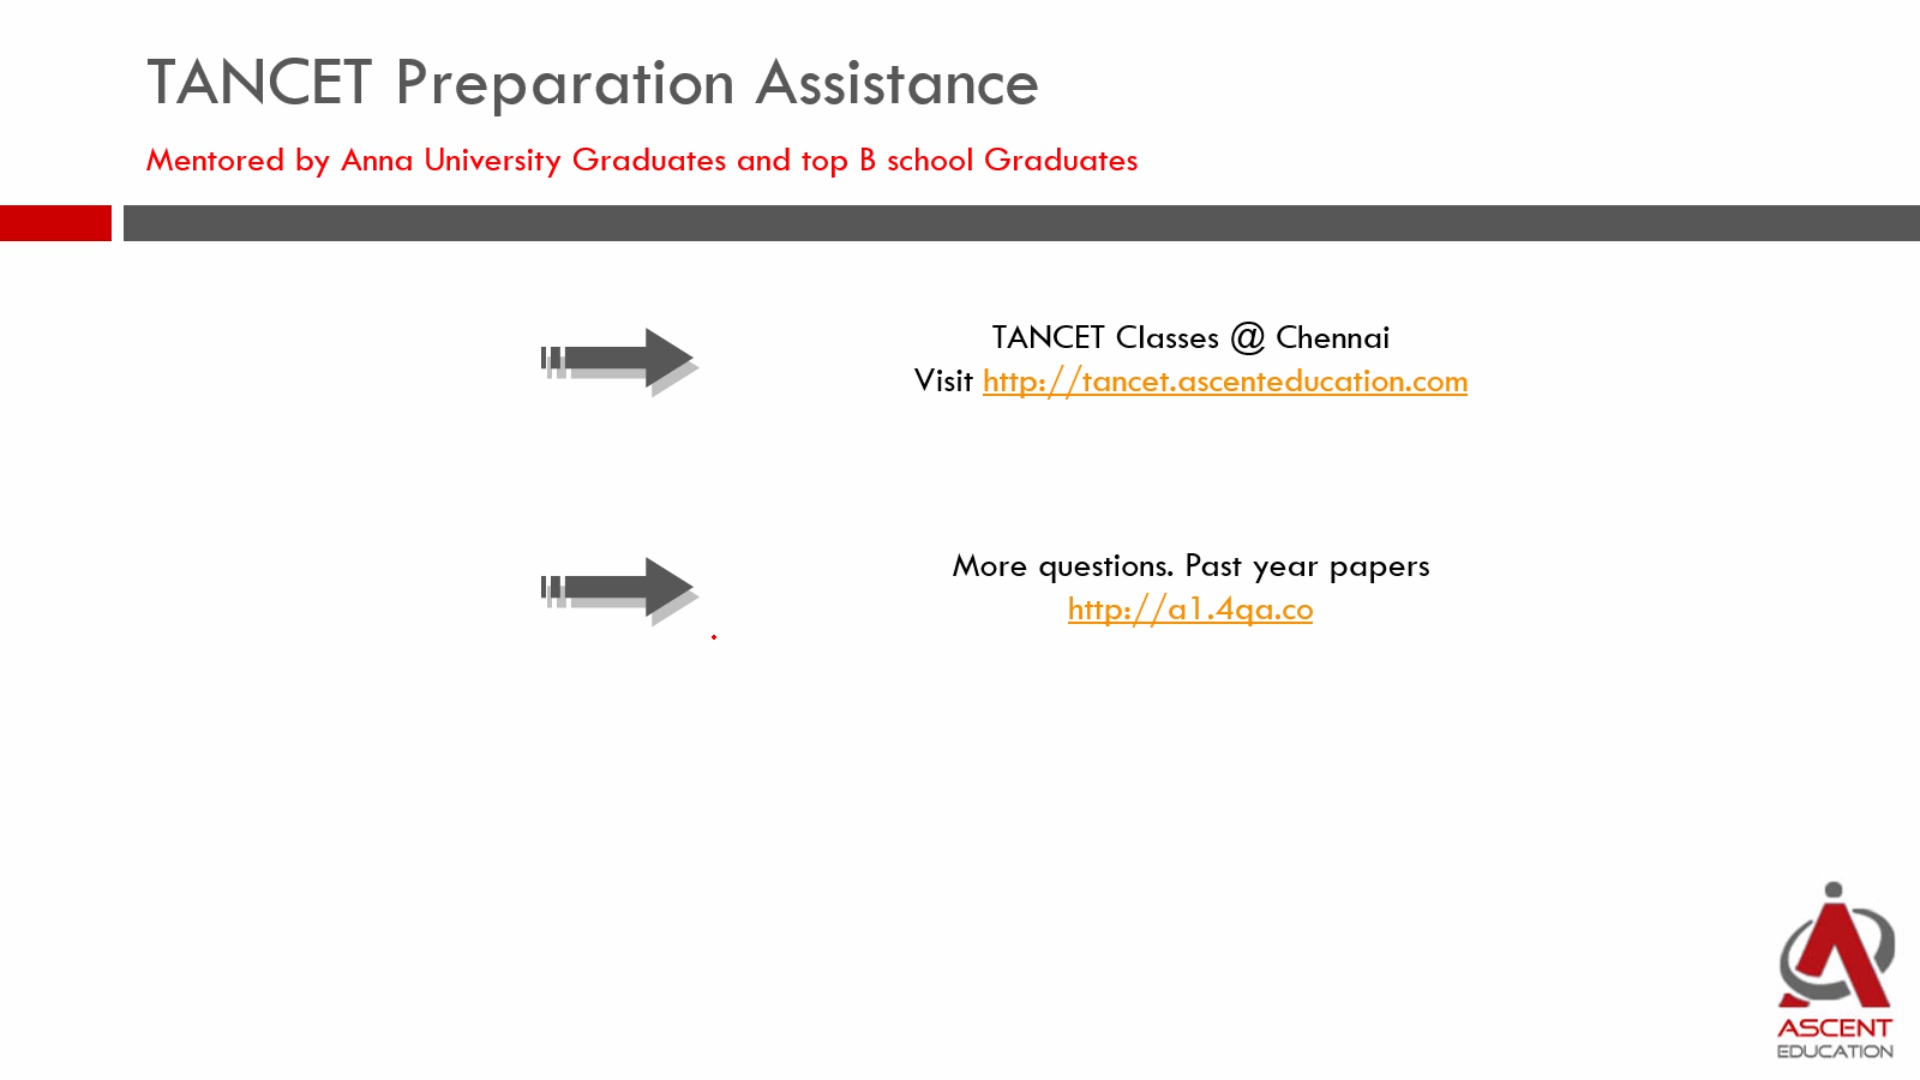 TANCET Preparation Assistance
Mentored by Anna University Graduates and top B school Graduates
TANCET Classes @ Chennai
Visit http://tancet.ascenteducation.com
More questions. Past year papers
http://a1.4qa.co
ASCENT
EDUCATION